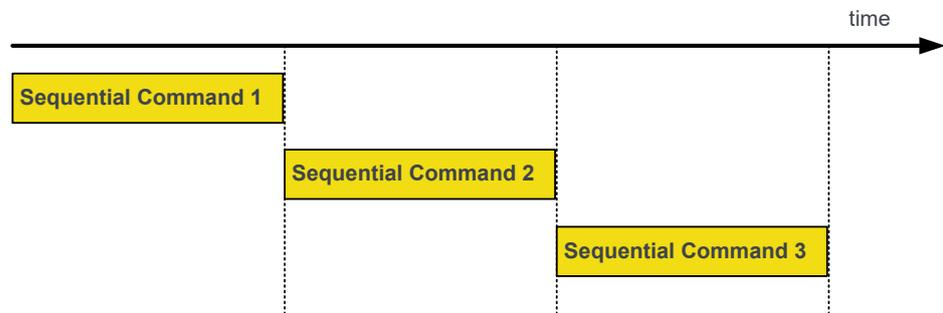 time
Sequential Command 1
Sequential Command 2
Sequential Command 3